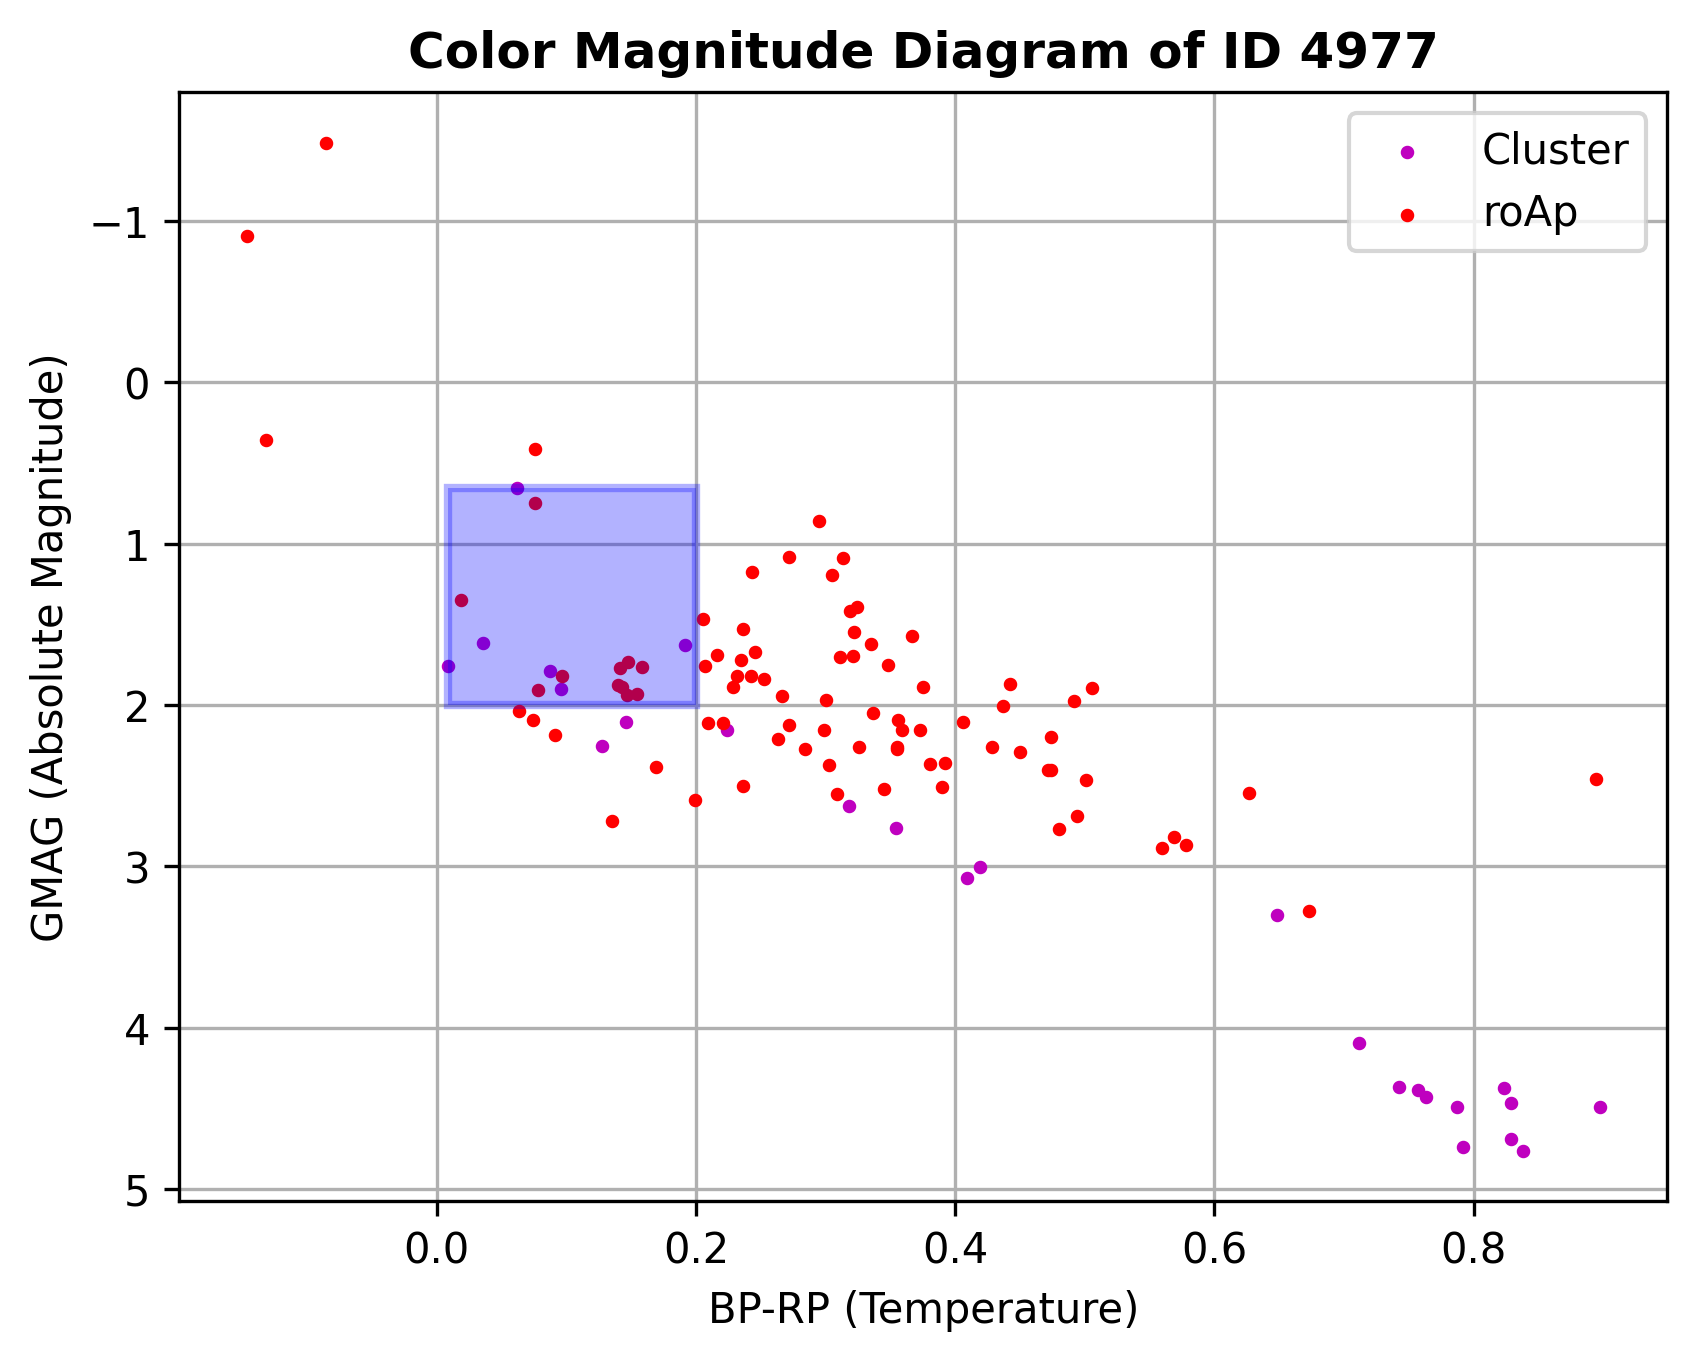 Color Magnitude Diagram of ID 4977
Cluster
roAp
GMAG (Absolute Magnitude)
−1
0
1
2
3
4
5
0.0 0.2 0.4 0.6 0.8
BP-RP (Temperature)